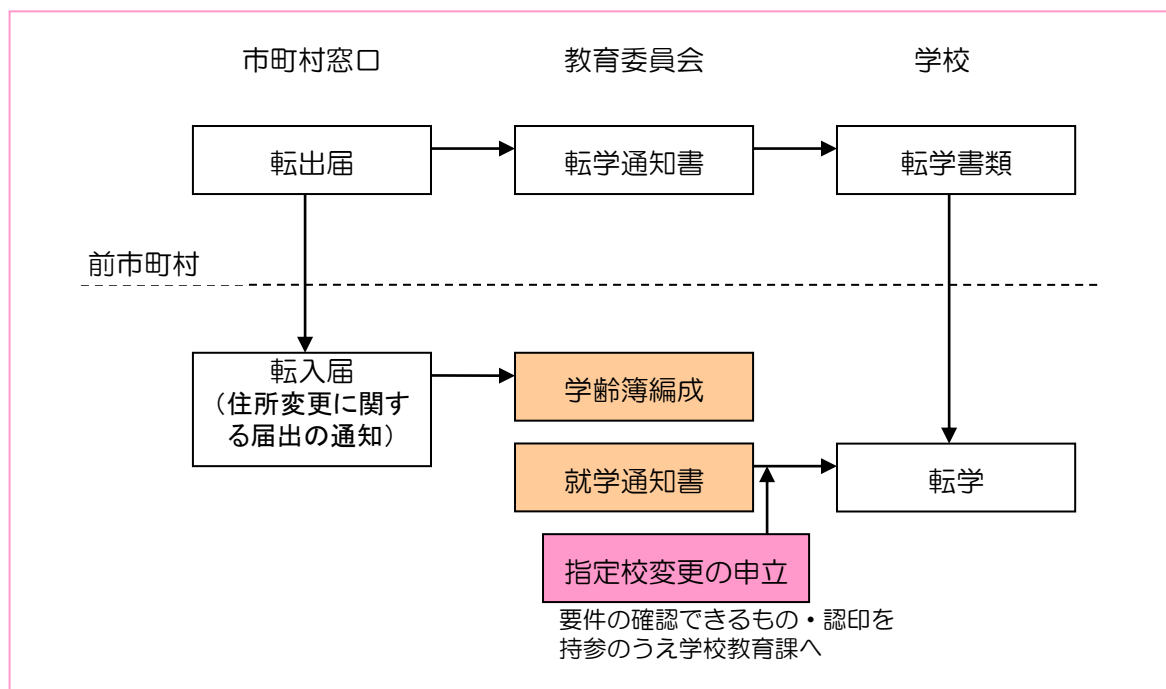 市町村窓口
教育委員会
学校
転出届
転学通知書
転学書類
前市町村
転入届
（住所変更に関す
る届出の通知）
学齢簿編成
就学通知書
転学
指定校変更の申立
要件の確認できるもの・認印を
持参のうえ学校教育課へ